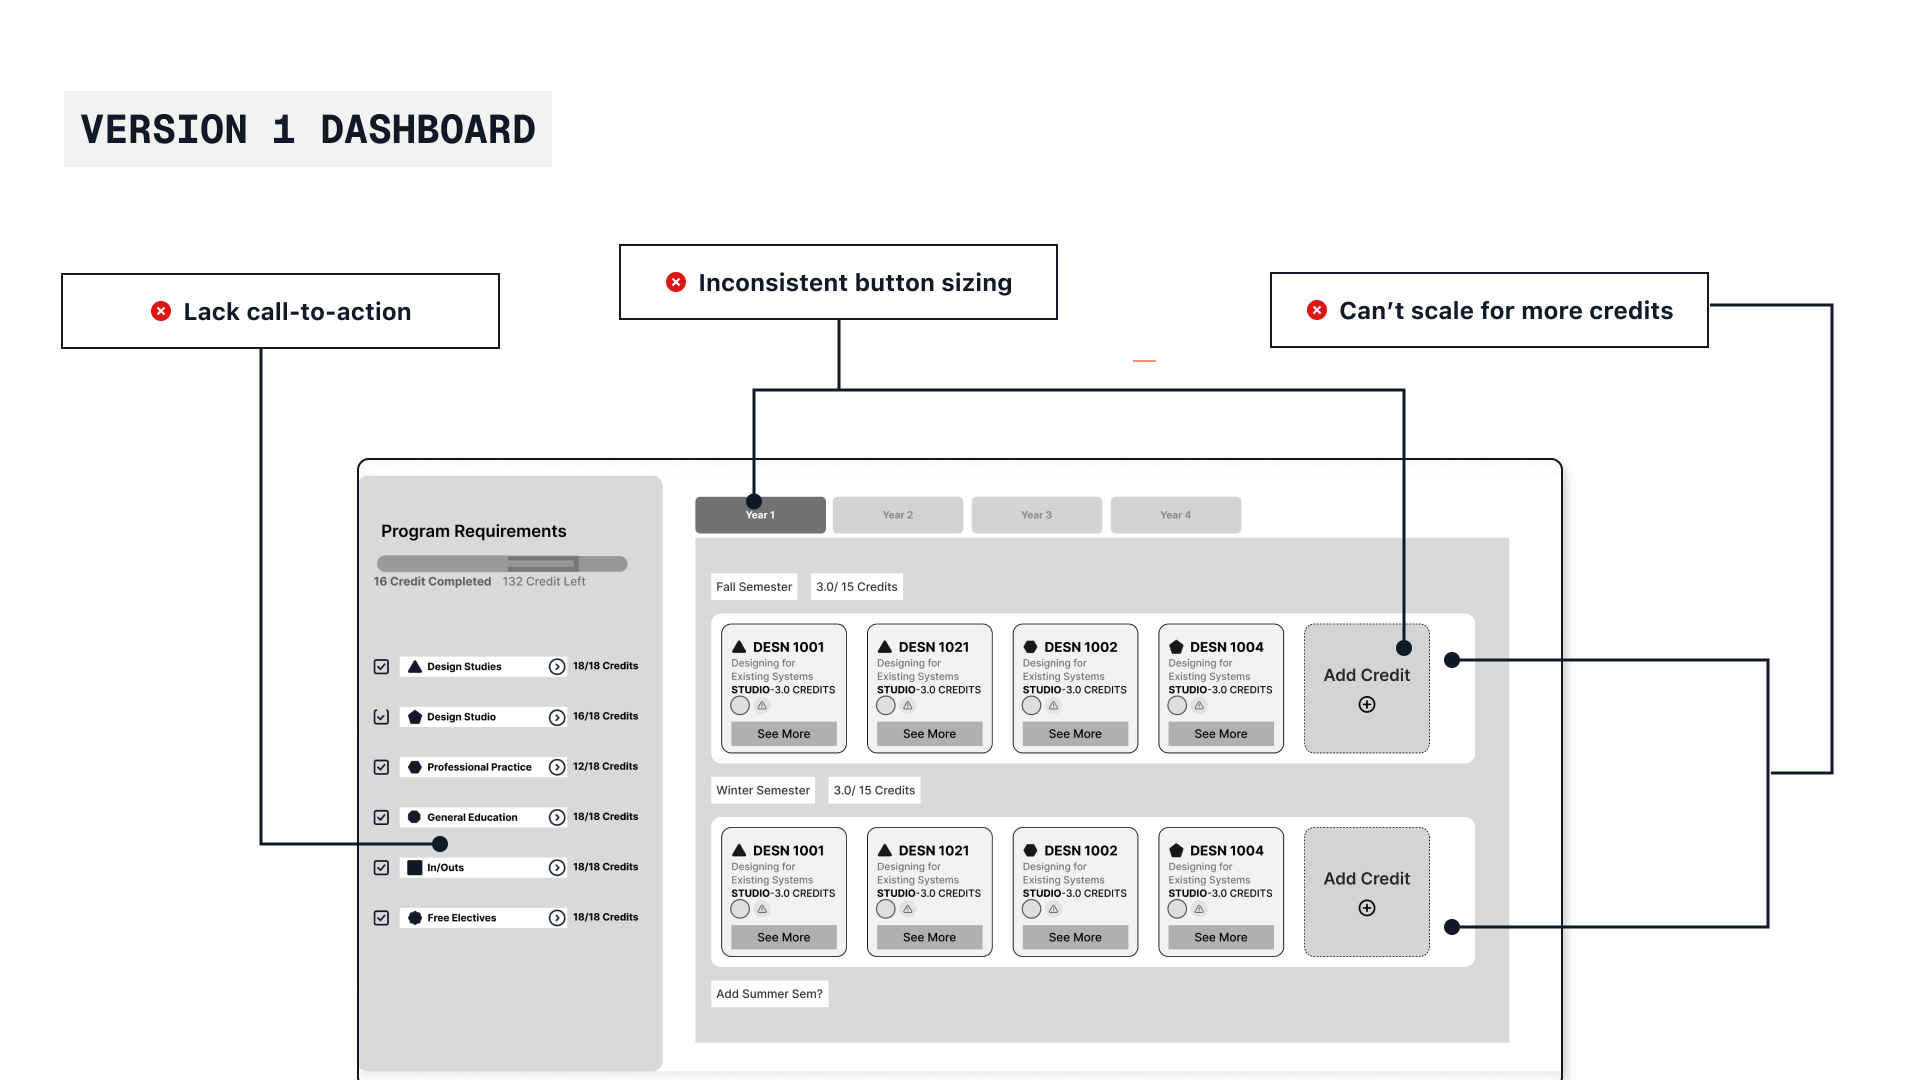 VERSION 1 DASHBOARD
Lack call-to-action
Inconsistent button sizing
Can’t scale for more credits
Program Requirements
16 Credit Completed 132 Credit Left
Design Studies 18/18 Credits
Design Studio 16/18 Credits
Professional Practice 12/18 Credits
General Education 18/18 Credits
In/Outs 18/18 Credits
Free Electives 18/18 Credits
Year 1 Year 2 Year 3 Year 4
Fall Semester 3.0/ 15 Credits
DESN 1001
Designing for
Existing Systems
STUDIO-3.0 CREDITS
See More
DESN 1021
Designing for
Existing Systems
STUDIO-3.0 CREDITS
See More
DESN 1002
Designing for
Existing Systems
STUDIO-3.0 CREDITS
See More
DESN 1004
Designing for
Existing Systems
STUDIO-3.0 CREDITS
See More
Add Credit
Winter Semester 3.0/ 15 Credits
DESN 1001
Designing for
Existing Systems
STUDIO-3.0 CREDITS
See More
DESN 1021
Designing for
Existing Systems
STUDIO-3.0 CREDITS
See More
DESN 1002
Designing for
Existing Systems
STUDIO-3.0 CREDITS
See More
DESN 1004
Designing for
Existing Systems
STUDIO-3.0 CREDITS
See More
Add Credit
Add Summer Sem?